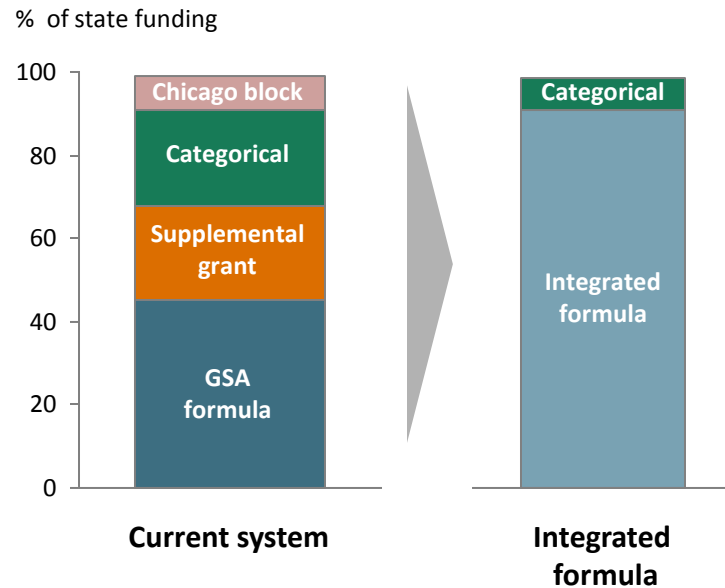 % of state funding
100
80
60
40
20
0
Chicago block
Categorical
Supplemental
grant
GSA
formula
Categorical
Integrated
formula
Current system
Integrated
formula